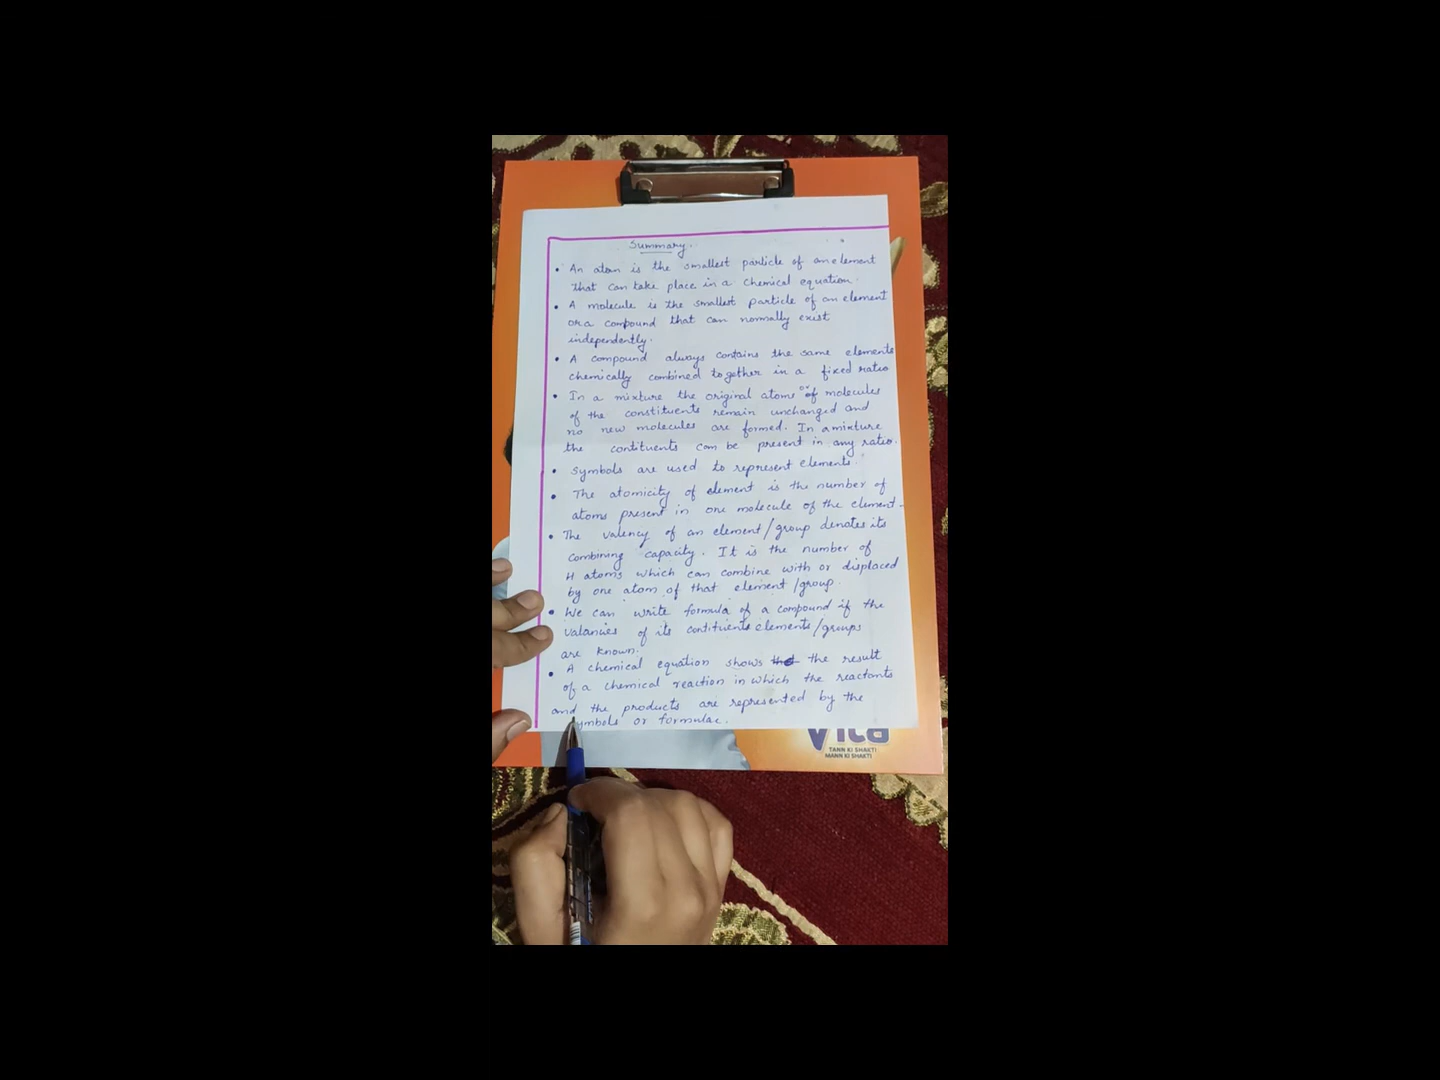 Summary.
• An atom is the smallest particle of an element
that can take place in a chemical equation.
• A molecule is the smallest particle of an element
or a compound that can normally exist
independently.
• A compound always contains the same elements
chemically combined together in a fixed ratio
• In a mixture the original atoms or molecules
of the constituents remain unchanged and
no new molecules are formed. In a mixture
the contituents can be present in any ratio.
• Symbols are used to represent elements.
• The atomicity of element is the number of
atoms present in one molecule of the element.
• The valency of an element/group denotes its
combining capacity. It is the number of
H atoms which can combine with or displaced
by one atom of that element/group.
• We can write formula of a compound if the
valancies of its contituents elements/groups
are known.
• A chemical equation shows the result
of a chemical reaction in which the reactants
and the products are represented by the
symbols or formulae.
Vita
TANN KI SHAKTI
MANN KI SHAKTI